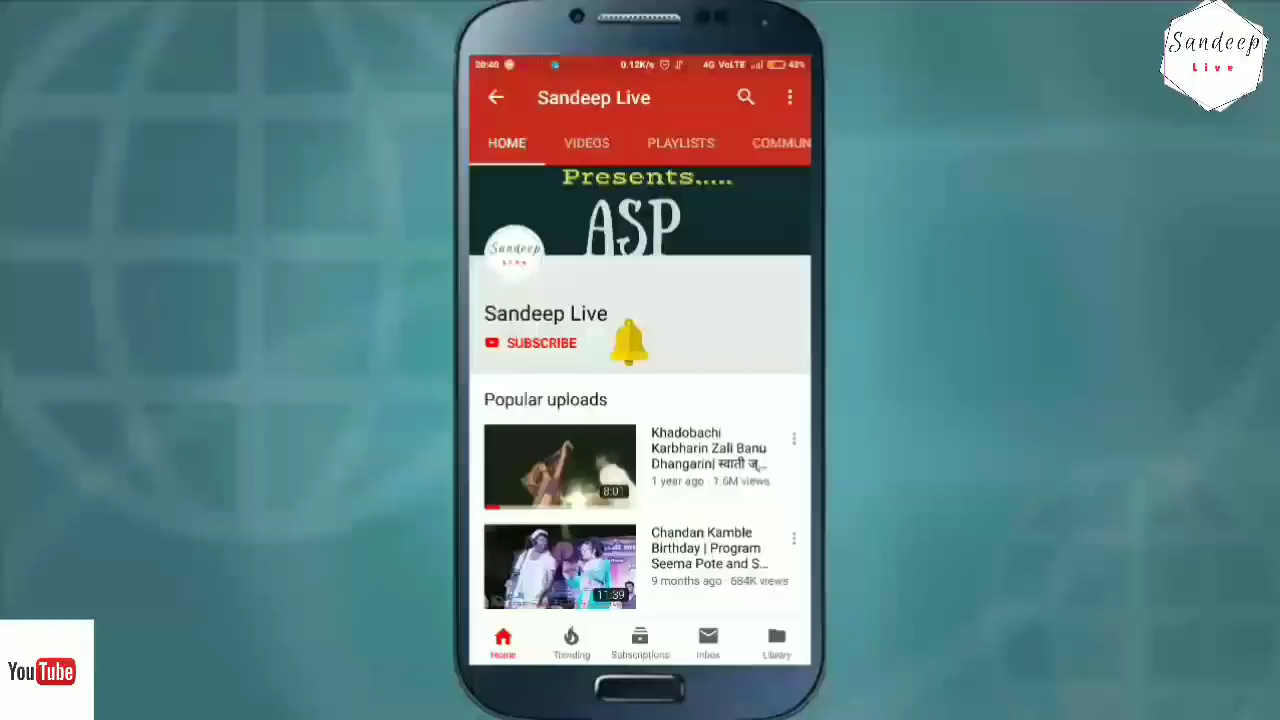 Sandeep
Live
20:40 0.12K/s 4G VoLTE 43%
Sandeep Live
HOME VIDEOS PLAYLISTS COMMUN
Presents.....
ASP
Sandeep
Live
Sandeep Live
SUBSCRIBE
Popular uploads
Khadobachi
Karbharin Zali Banu
Dhangarin| स्वाती ज्...
1 year ago · 1.6M views
8:01
Chandan Kamble
Birthday | Program
Seema Pote and S...
9 months ago · 684K views
11:39
Home Trending Subscriptions Inbox Library
YouTube